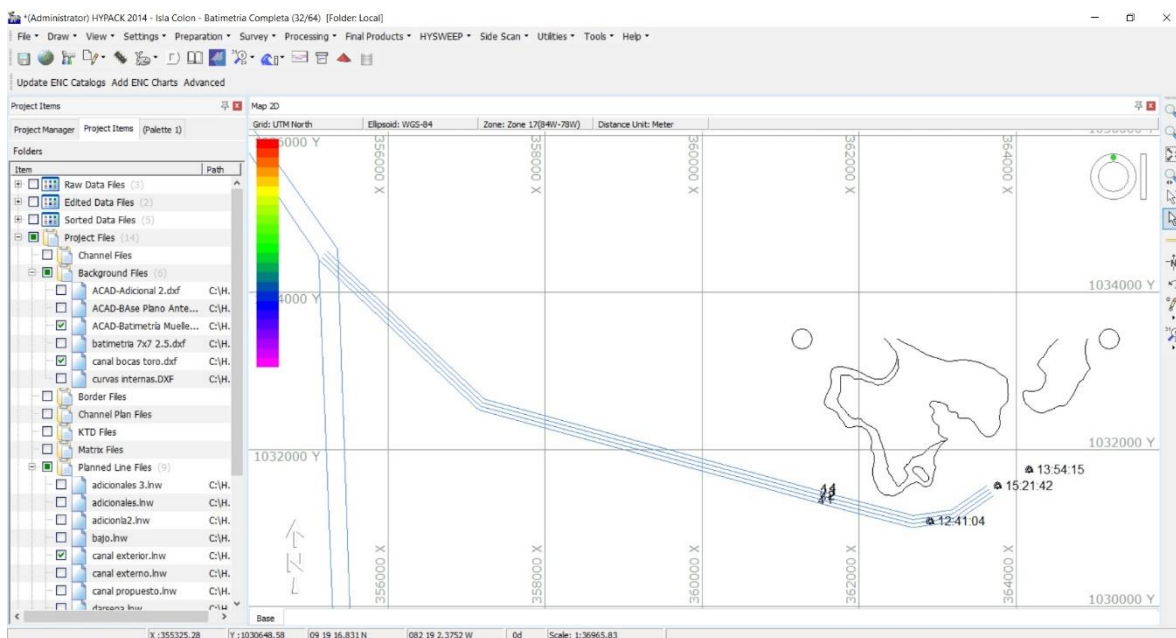 *(Administrator) HYPACK 2014 - Isla Colon - Batimetria Completa (32/64) [Folder: Local]
File Draw View Settings Preparation Survey Processing Final Products HYSWEEP Side Scan Utilities Tools Help
Update ENC Catalogs Add ENC Charts Advanced
Project Items
Project Manager Project Items (Palette 1)
Folders
Item Path
Raw Data Files (3)
Edited Data Files (2)
Sorted Data Files (5)
Project Files (14)
Channel Files
Background Files (6)
ACAD-Adicional 2.dxf C:\H.
ACAD-BAse Plano Ante... C:\H.
ACAD-Batimetría Muelle... C:\H.
batimetria 7x7 2.5.dxf C:\H.
canal bocas toro.dxf C:\H.
curvas internas.DXF C:\H.
Border Files
Channel Plan Files
KTD Files
Matrix Files
Planned Line Files (9)
adicionales 3.lnw C:\H.
adicionales.lnw C:\H.
adicionla2.lnw C:\H.
bajo.lnw C:\H.
canal exterior.lnw C:\H.
canal externo.lnw C:\H.
canal propuesto.lnw C:\H.
darsena.lnw C:\H
Map 2D
Grid: UTM North Ellipsoid: WGS-84 Zone: Zone 17(84W-78W) Distance Unit: Meter
356000 X
358000 X
360000 X
362000 X
364000 X
1034000 Y
1032000 Y
1032000 Y
13:54:15
15:21:42
12:41:04
N
356000 X
358000 X
360000 X
362000 X
364000 X
1030000 Y
Base
X :355325.28 Y :1030648.58 09 19 16.831 N 082 19 2.3752 W 0d Scale: 1:36965.83